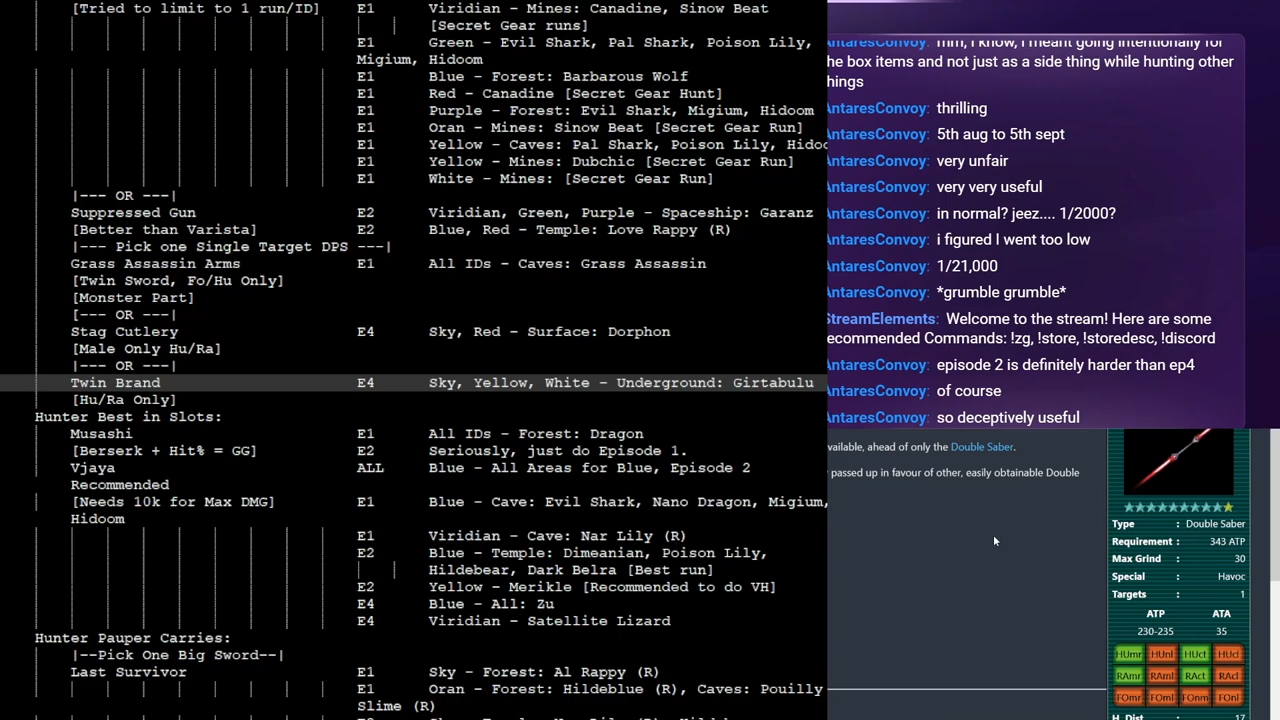 [Tried to limit to 1 run/ID] E1 Viridian - Mines: Canadine, Sinow Beat
[Secret Gear runs]
E1 Green - Evil Shark, Pal Shark, Poison Lily,
Migium, Hidoom
E1 Blue - Forest: Barbarous Wolf
E1 Red - Canadine [Secret Gear Hunt]
E1 Purple - Forest: Evil Shark, Migium, Hidoom
E1 Oran - Mines: Sinow Beat [Secret Gear Run]
E1 Yellow - Caves: Pal Shark, Poison Lily, Hidoo
E1 Yellow - Mines: Dubchic [Secret Gear Run]
E1 White - Mines: [Secret Gear Run]
|--- OR ---|
Suppressed Gun E2 Viridian, Green, Purple - Spaceship: Garanz
[Better than Varista] E2 Blue, Red - Temple: Love Rappy (R)
|--- Pick one Single Target DPS ---|
Grass Assassin Arms E1 All IDs - Caves: Grass Assassin
[Twin Sword, Fo/Hu Only]
[Monster Part]
[--- OR ---|
Stag Cutlery E4 Sky, Red - Surface: Dorphon
[Male Only Hu/Ra]
|--- OR ---|
Twin Brand E4 Sky, Yellow, White - Underground: Girtabulu
[Hu/Ra Only]
Hunter Best in Slots:
Musashi E1 All IDs - Forest: Dragon
[Berserk + Hit% = GG] E2 Seriously, just do Episode 1.
Vjaya ALL Blue - All Areas for Blue, Episode 2
Recommended
[Needs 10k for Max DMG] E1 Blue - Cave: Evil Shark, Nano Dragon, Migium,
Hidoom
E1 Viridian - Cave: Nar Lily (R)
E2 Blue - Temple: Dimeanian, Poison Lily,
Hildebear, Dark Belra [Best run]
E2 Yellow - Merikle [Recommended to do VH]
E4 Blue - All: Zu
E4 Viridian - Satellite Lizard
Hunter Pauper Carries:
|--Pick One Big Sword--|
Last Survivor E1 Sky - Forest: Al Rappy (R)
E1 Oran - Forest: Hildeblue (R), Caves: Pouilly
Slime (R)
AntaresConvoy: mm, I know, I meant going intentionally for
he box items and not just as a side thing while hunting other
hings
AntaresConvoy: thrilling
AntaresConvoy: 5th aug to 5th sept
AntaresConvoy: very unfair
AntaresConvoy: very very useful
AntaresConvoy: in normal? jeez.... 1/2000?
AntaresConvoy: i figured I went too low
AntaresConvoy: 1/21,000
AntaresConvoy: *grumble grumble*
StreamElements: Welcome to the stream! Here are some
ecommended Commands: !zg, !store, !storedesc, !discord
AntaresConvoy: episode 2 is definitely harder than ep4
AntaresConvoy: of course
AntaresConvoy: so deceptively useful
vailable, ahead of only the Double Saber.
passed up in favour of other, easily obtainable Double
Type : Double Saber
Requirement : 343 ATP
Max Grind : 30
Special : Havoc
Targets : 1
ATP ATA
230-235 35
HUmr HUnl HUct HUcl
RAmr RAml RAct RAcl
FOmr FOml FOnm FOnl
H. Dist : 17